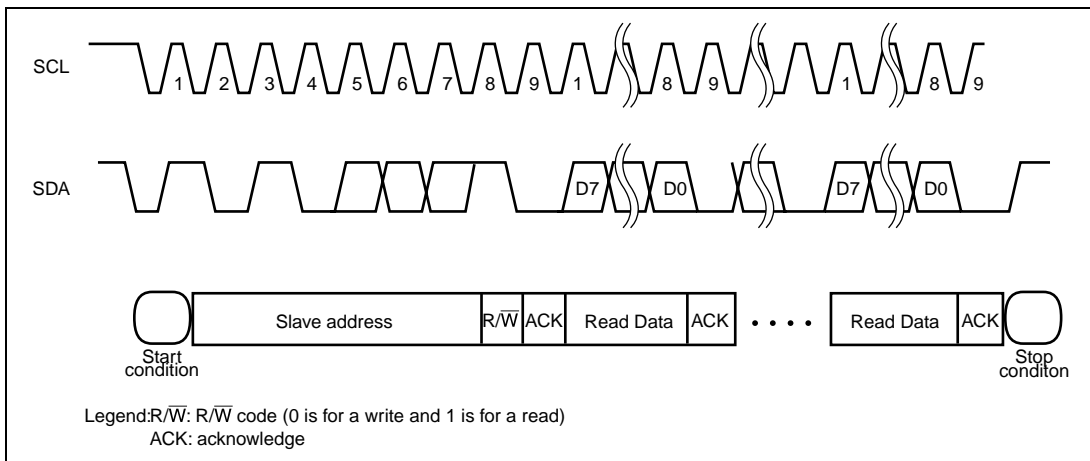 SCL
1 2 3 4 5 6 7 8 9 1 8 9 1 8 9
SDA
D7 D0 D7 D0
Slave address R/W̅ ACK Read Data ACK • • • • Read Data ACK
Start
condition
Stop
conditon
Legend:R/W̅: R/W̅ code (0 is for a write and 1 is for a read)
ACK: acknowledge